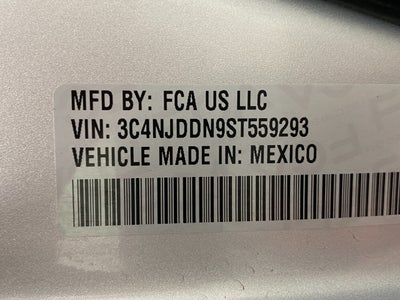 MFD BY: FCA US LLC
VIN: 3C4NJDDN9ST559293
VEHICLE MADE IN: MEXICO